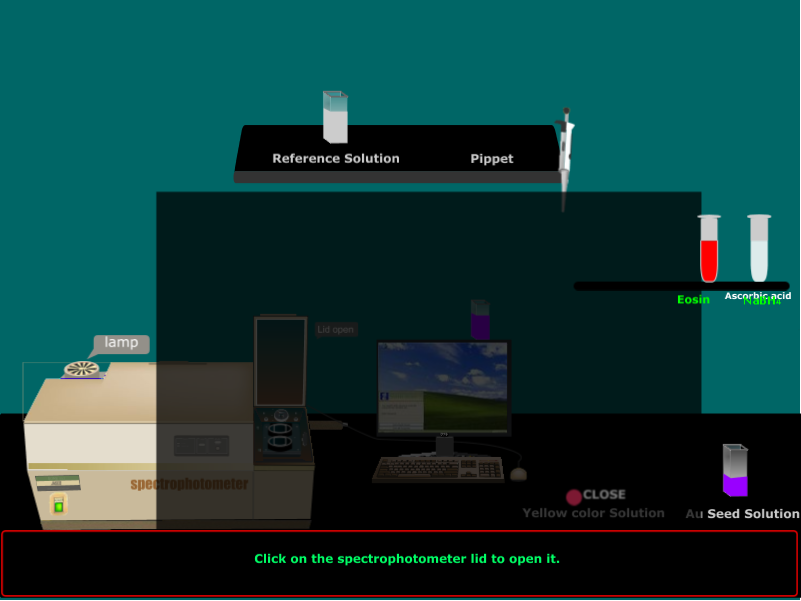 Reference Solution
Pippet
Eosin
Ascorbic acid
NaBH4
Lid open
lamp
spectrophotometer
CLOSE
Yellow color Solution
Au Seed Solution
Click on the spectrophotometer lid to open it.